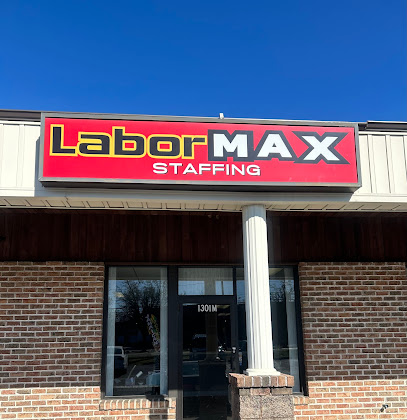 LaborMAX
STAFFING
1301M